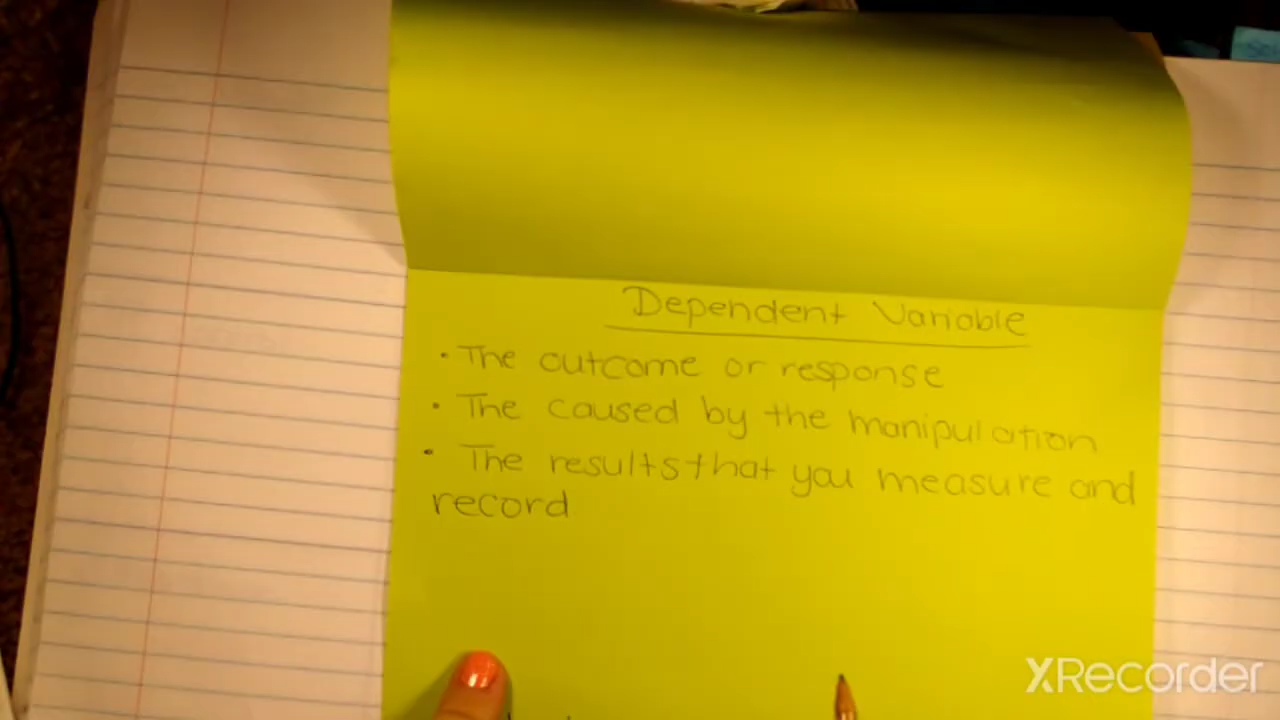 Dependent Variable
• The outcome or response
• The caused by the manipulation
• The results that you measure and
record
XRecorder